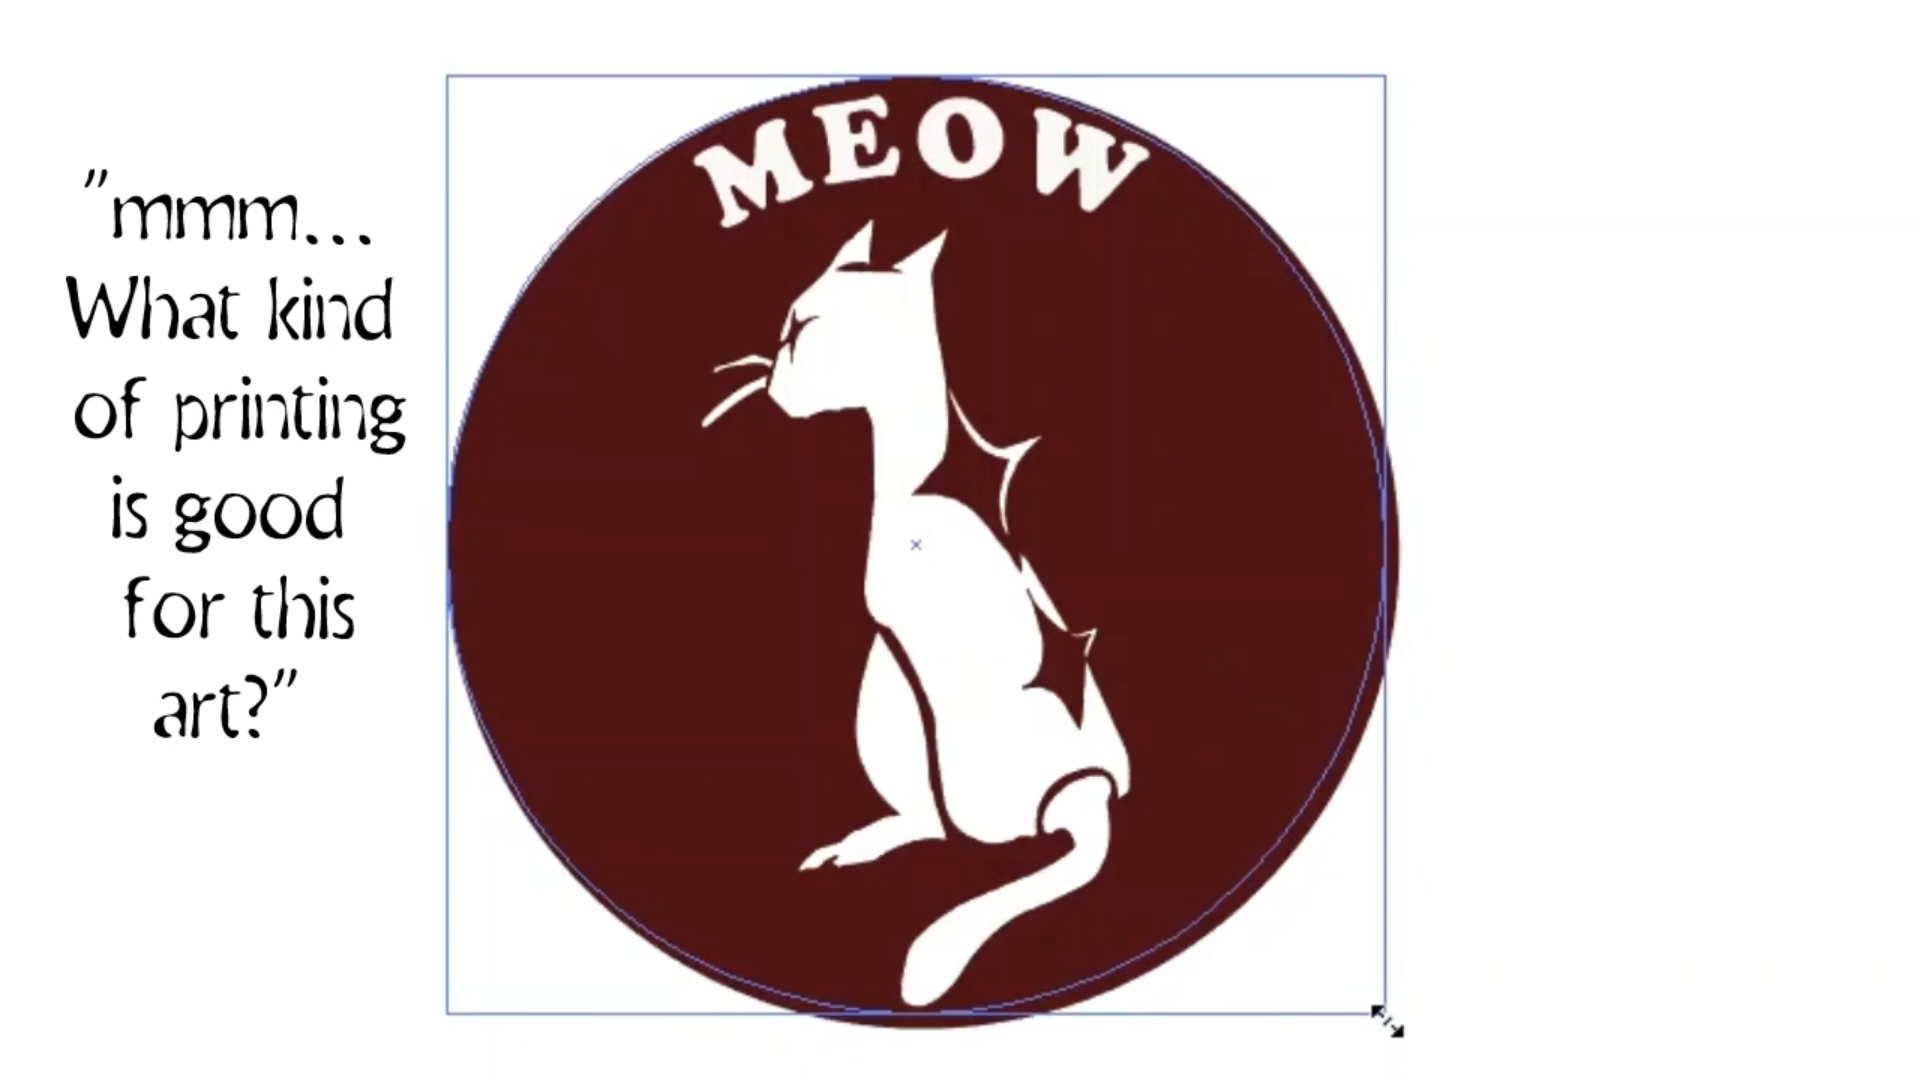 "mmm...
What kind
of printing
is good
for this
art?"
MEOW